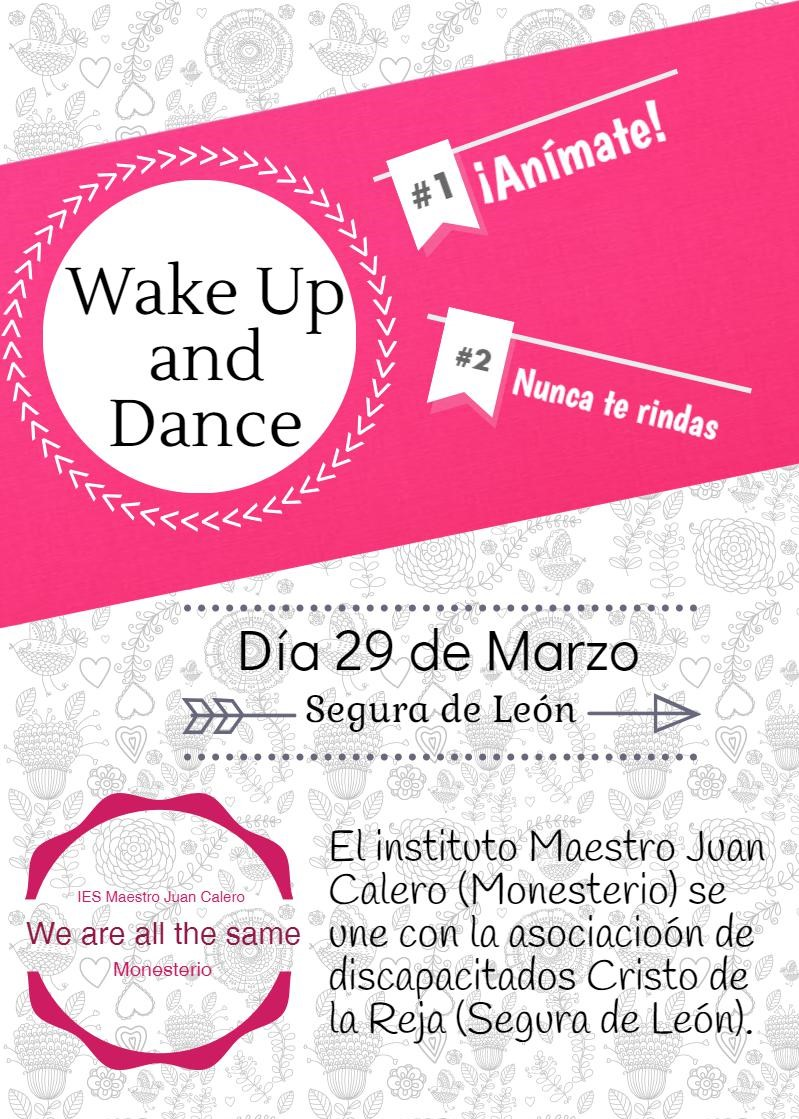 Wake Up
and
Dance
#1 ¡Anímate!
#2 Nunca te rindas
Día 29 de Marzo
Segura de León
IES Maestro Juan Calero
We are all the same
Monesterio
El instituto Maestro Juan
Calero (Monesterio) se
une con la asociacioón de
discapacitados Cristo de
la Reja (Segura de León).